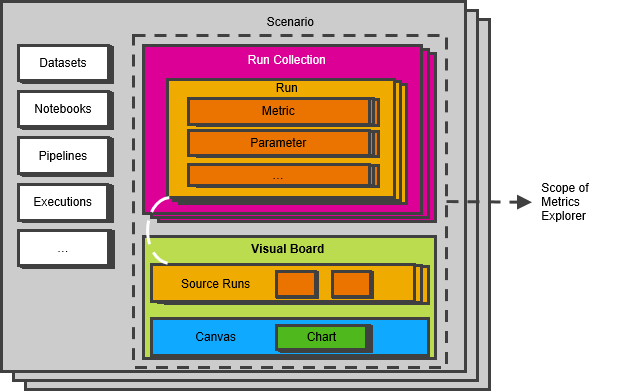 Scenario
Datasets
Notebooks
Pipelines
Executions
...
Run Collection
Run
Metric
Parameter
...
Visual Board
Source Runs
Canvas
Chart
Scope of
Metrics
Explorer